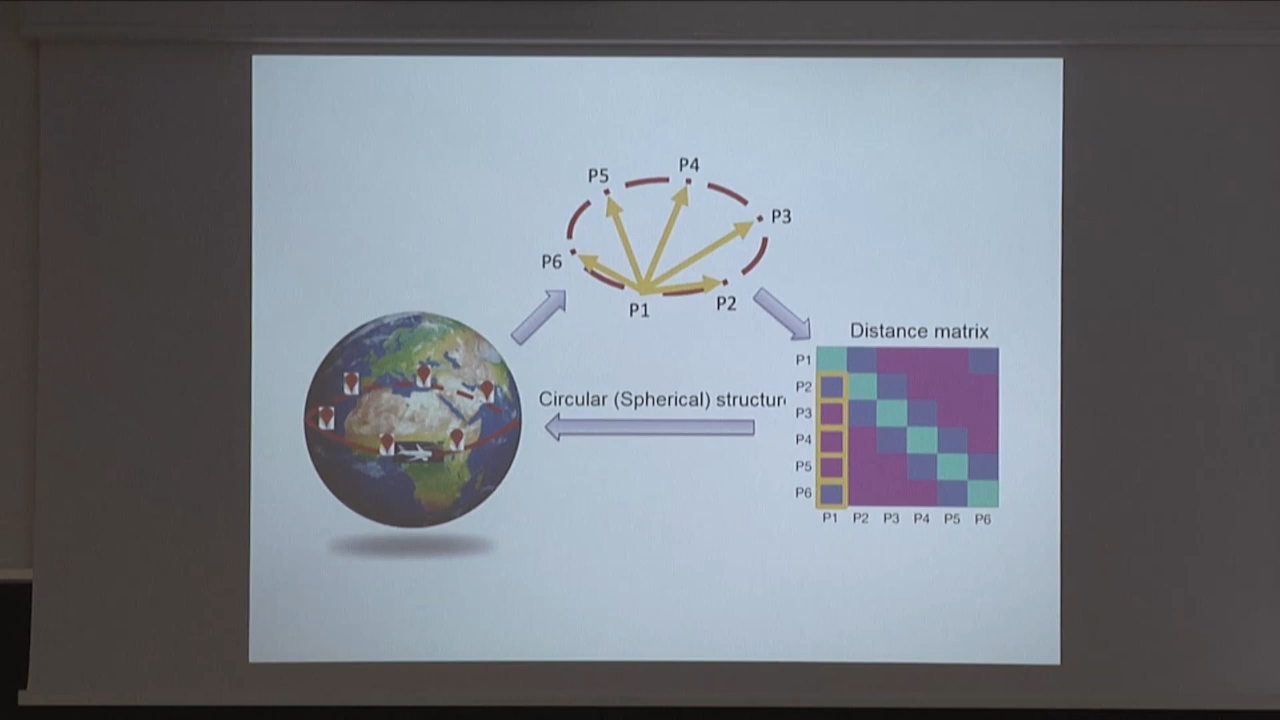 P4
P5
P3
P6
P2
P1
Distance matrix
P1
P2
Circular (Spherical) structur
P3
P4
P5
P6
P1 P2 P3 P4 P5 P6